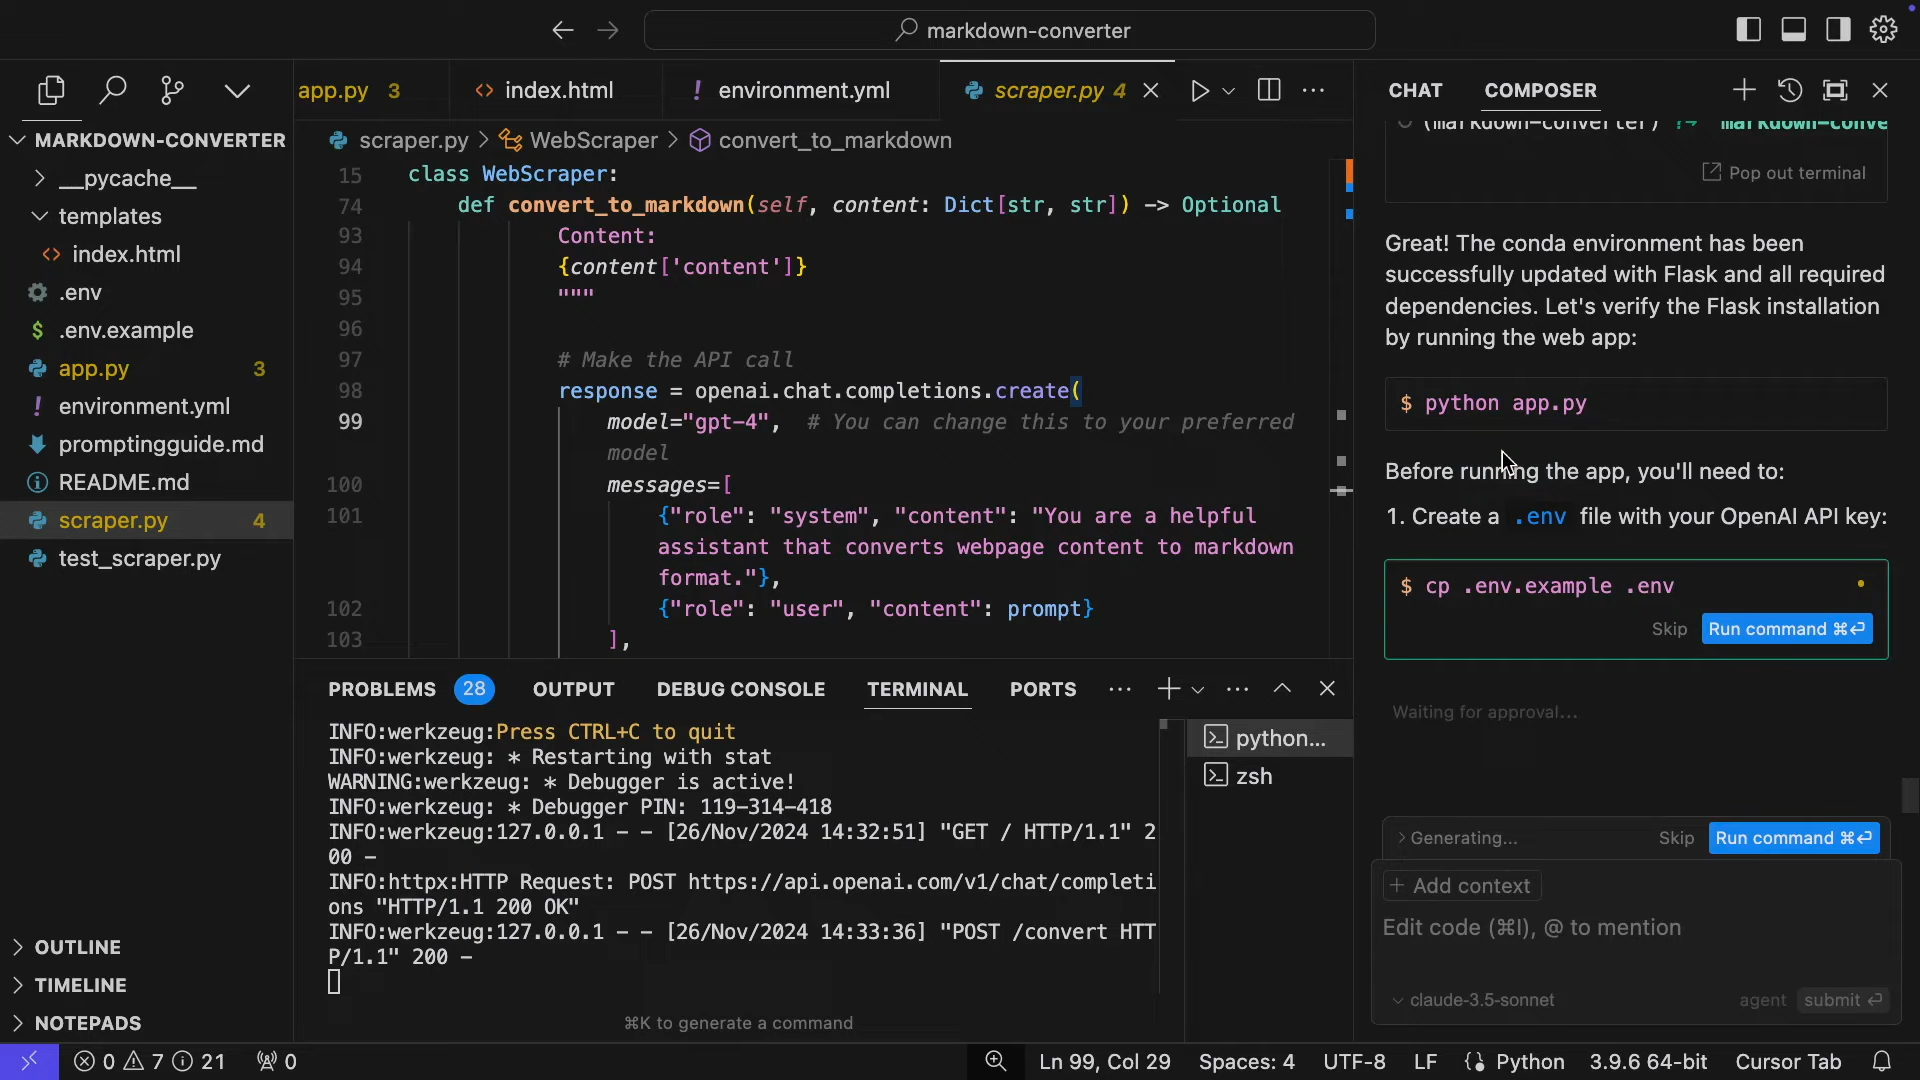 markdown-converter
app.py 3
index.html
! environment.yml
scraper.py 4
CHAT
COMPOSER
MARKDOWN-CONVERTER
__pycache__
templates
index.html
.env
$ .env.example
app.py 3
! environment.yml
promptingguide.md
README.md
scraper.py 4
test_scraper.py
OUTLINE
TIMELINE
NOTEPADS
scraper.py > WebScraper > convert_to_markdown
15 class WebScraper:
74 def convert_to_markdown(self, content: Dict[str, str]) -> Optional
93 Content:
94 {content['content']}
95 """
96
97 # Make the API call
98 response = openai.chat.completions.create(
99 model="gpt-4", # You can change this to your preferred
model
100 messages=[
101 {"role": "system", "content": "You are a helpful
assistant that converts webpage content to markdown
format."},
102 {"role": "user", "content": prompt}
103 ],
PROBLEMS 28
OUTPUT
DEBUG CONSOLE
TERMINAL
PORTS
INFO:werkzeug:Press CTRL+C to quit
INFO:werkzeug: * Restarting with stat
WARNING:werkzeug: * Debugger is active!
INFO:werkzeug: * Debugger PIN: 119-314-418
INFO:werkzeug:127.0.0.1 - - [26/Nov/2024 14:32:51] "GET / HTTP/1.1" 2
00 -
INFO:httpx:HTTP Request: POST https://api.openai.com/v1/chat/completi
ons "HTTP/1.1 200 OK"
INFO:werkzeug:127.0.0.1 - - [26/Nov/2024 14:33:36] "POST /convert HTT
P/1.1" 200 -
⌘K to generate a command
python...
zsh
(markdown-converter) markdown-conve
Pop out terminal
Great! The conda environment has been
successfully updated with Flask and all required
dependencies. Let's verify the Flask installation
by running the web app:
$ python app.py
Before running the app, you'll need to:
1. Create a .env file with your OpenAI API key:
$ cp .env.example .env
Skip Run command ⌘⏎
Waiting for approval...
> Generating... Skip Run command ⌘⏎
+ Add context
Edit code (⌘I), @ to mention
claude-3.5-sonnet
agent submit ⏎
0 7 21 0
Ln 99, Col 29 Spaces: 4 UTF-8 LF Python 3.9.6 64-bit Cursor Tab